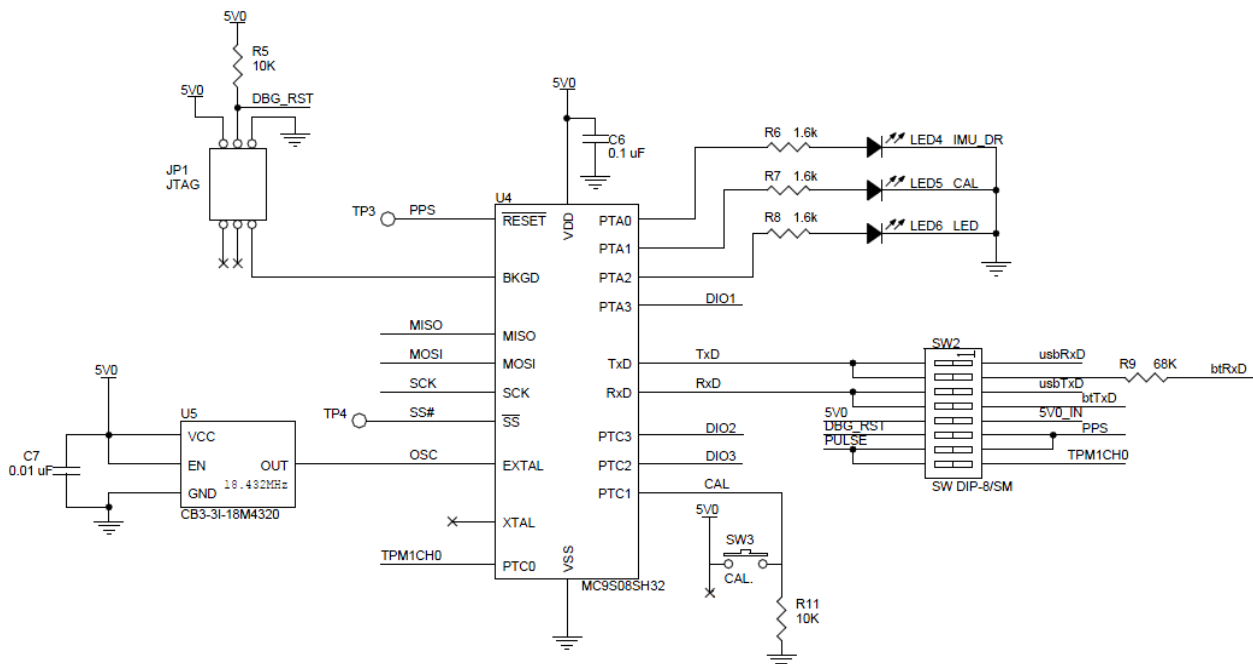 5V0
R5
10K
5V0
DBG_RST
JP1
JTAG
5V0
C6
0.1 uF
R6 1.6k
LED4 IMU_DR
R7 1.6k
LED5 CAL
R8 1.6k
LED6 LED
TP3
PPS
U4
RESET
VDD
PTA0
PTA1
BKGD
PTA2
PTA3
DIO1
MISO
MISO
MOSI
MOSI
TxD
TxD
SCK
SCK
RxD
RxD
TP4
SS#
SS
PTC3
DIO2
OSC
EXTAL
PTC2
DIO3
PTC1
CAL
XTAL
TPM1CH0
PTC0
VSS
MC9S08SH32
5V0
U5
C7
0.01 uF
VCC
EN
OUT
GND
18.432MHz
CB3-3I-18M4320
SW2
1
usbRxD
R9 68K
btRxD
usbTxD
btTxD
5V0
5V0_IN
DBG_RST
PPS
PULSE
TPM1CH0
SW DIP-8/SM
5V0
SW3
CAL.
R11
10K